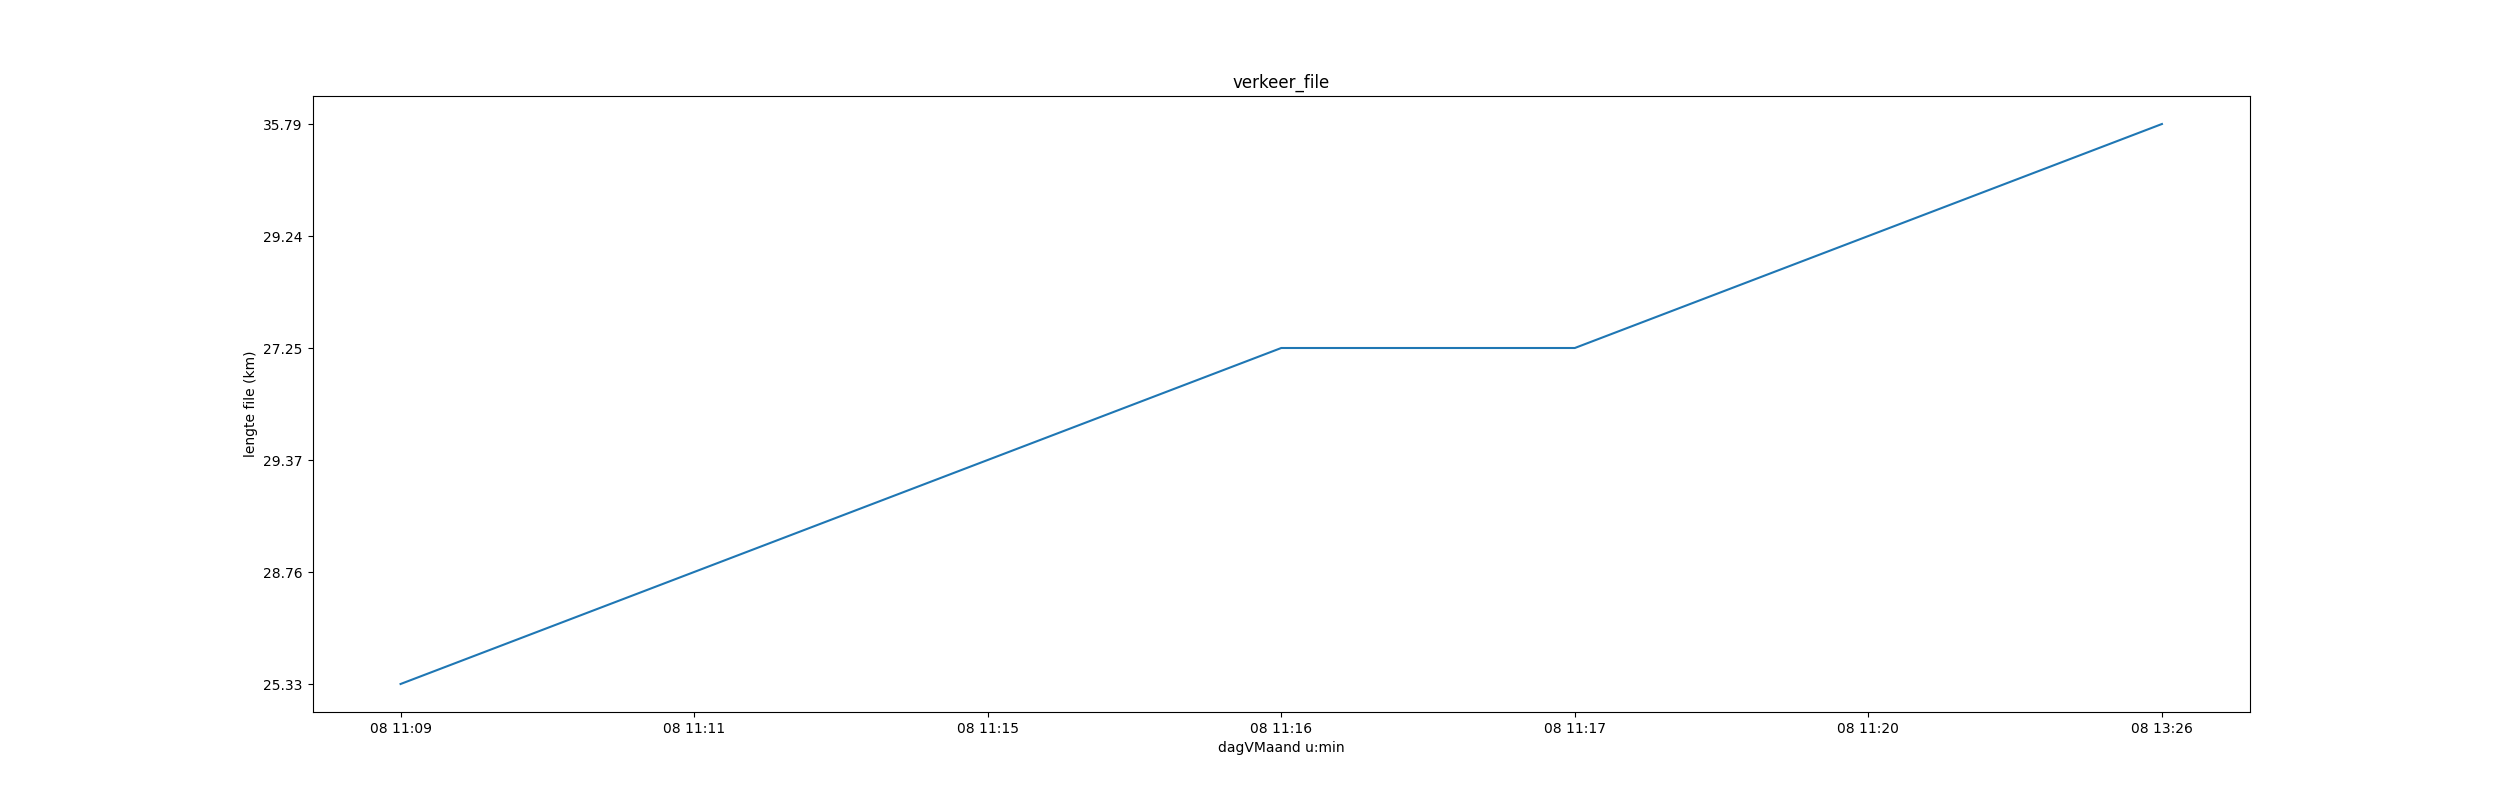 verkeer_file
35.79
29.24
27.25
29.37
28.76
25.33
lengte file (km)
08 11:09 08 11:11 08 11:15 08 11:16 08 11:17 08 11:20 08 13:26
dagVMaand u:min